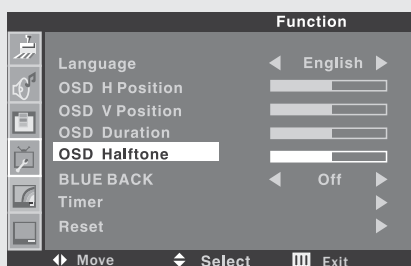 Function
Language English
OSD H Position
OSD V Position
OSD Duration
OSD Halftone
BLUE BACK Off
Timer
Reset
Move Select Exit